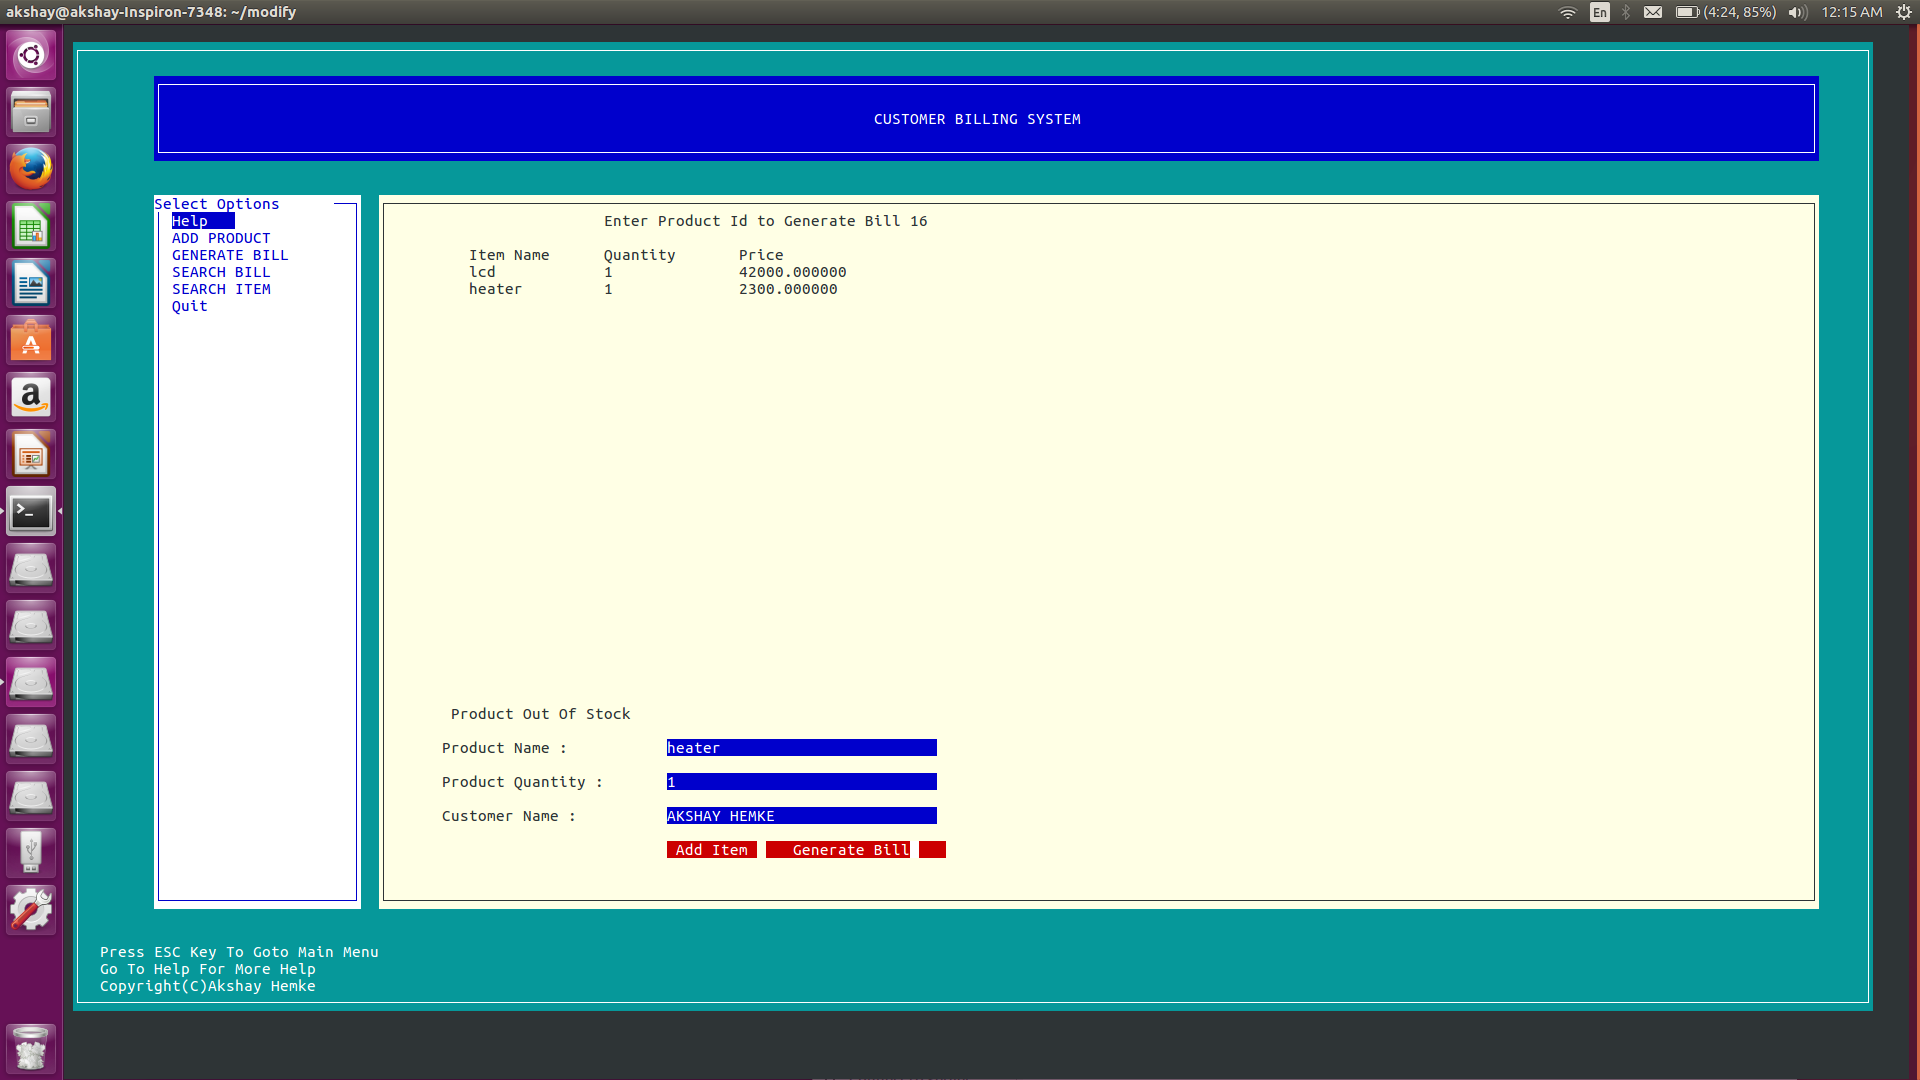 akshay@akshay-Inspiron-7348: ~/modify
En
(4:24, 85%)
12:15 AM
CUSTOMER BILLING SYSTEM
Select Options
Help
ADD PRODUCT
GENERATE BILL
SEARCH BILL
SEARCH ITEM
Quit
Enter Product Id to Generate Bill 16
Item Name Quantity Price
lcd 1 42000.000000
heater 1 2300.000000
Product Out Of Stock
Product Name : heater
Product Quantity : 1
Customer Name : AKSHAY HEMKE
Add Item Generate Bill
Press ESC Key To Goto Main Menu
Go To Help For More Help
Copyright(C)Akshay Hemke